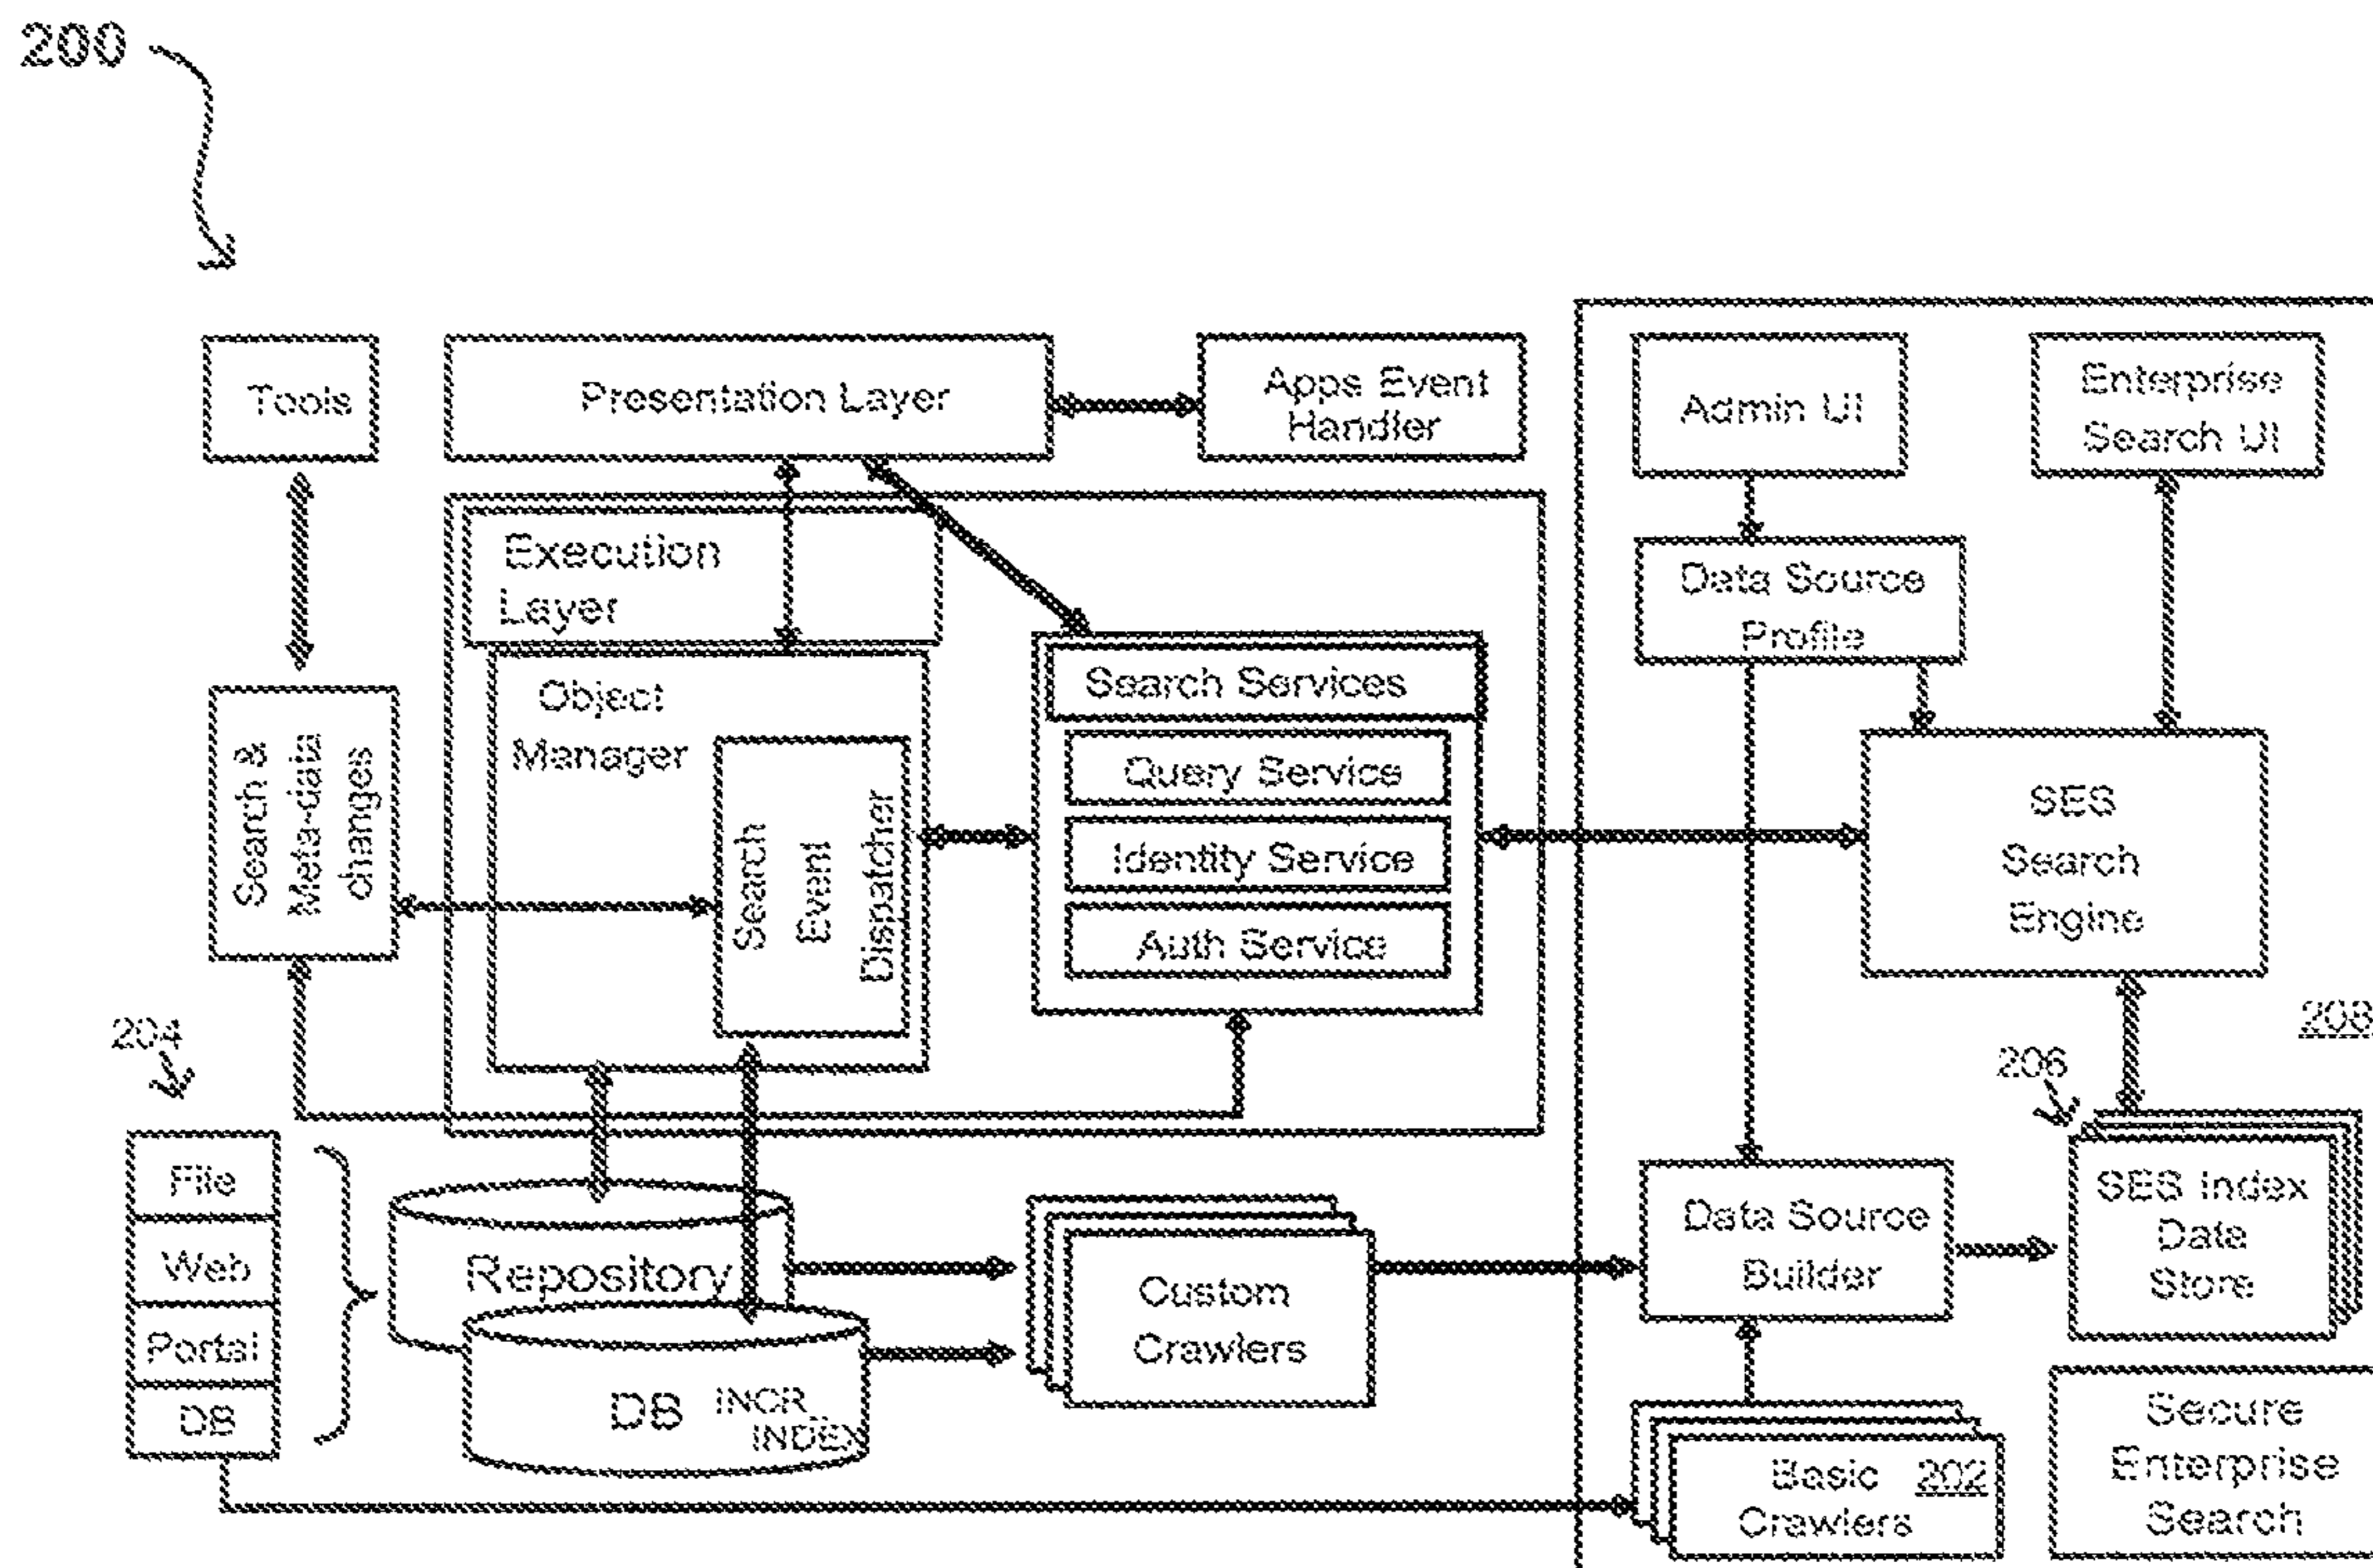 200
Tools
Presentation Layer
Apps Event
Handler
Admin UI
Enterprise
Search UI
Execution
Layer
Data Source
Profile
Object
Manager
Search Services
Query Service
Identity Service
Auth Service
Search &
Meta-data
changes
Search
Event
Dispatcher
SES
Search
Engine
204
208
206
File
Web
Portal
DB
Repository
DB
INCR
INDEX
Custom
Crawlers
Data Source
Builder
SES Index
Data
Store
Basic 202
Crawlers
Secure
Enterprise
Search